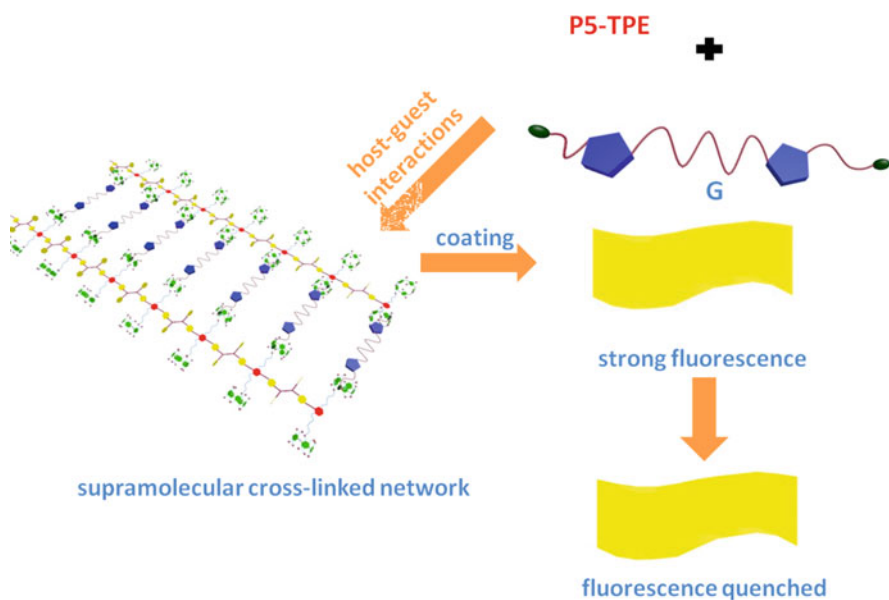 P5-TPE
host-guest
interactions
G
coating
strong fluorescence
supramolecular cross-linked network
fluorescence quenched